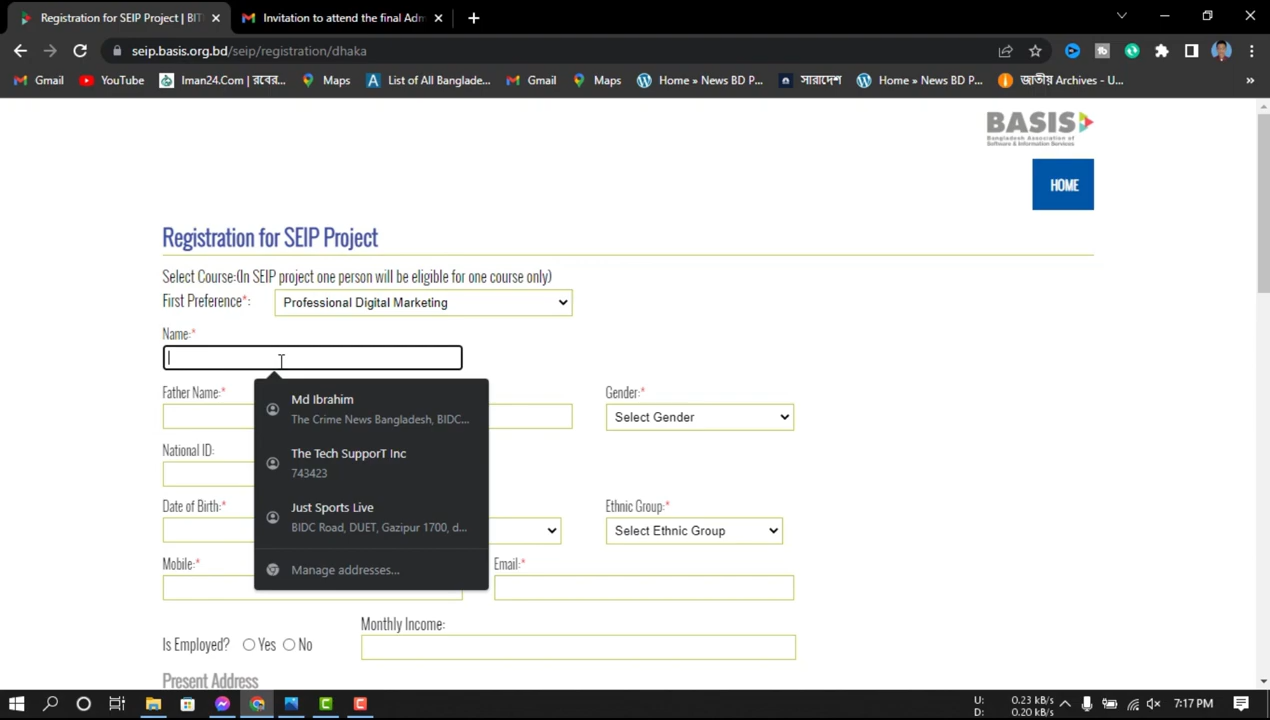 Registration for SEIP Project | BIT
Invitation to attend the final Adm
seip.basis.org.bd/seip/registration/dhaka
Gmail
YouTube
Iman24.Com | রবের...
Maps
List of All Banglade...
Gmail
Maps
Home » News BD P...
সারাদেশ
Home » News BD P...
জাতীয় Archives - U...
»
BASIS
Bangladesh Association of
Software & Information Services
HOME
Registration for SEIP Project
Select Course:(In SEIP project one person will be eligible for one course only)
First Preference*:
Professional Digital Marketing
Name:*
Father Name:*
Gender:*
Select Gender
Md Ibrahim
The Crime News Bangladesh, BIDC...
National ID:
The Tech SupporT Inc
743423
Date of Birth:*
Ethnic Group:*
Select Ethnic Group
Just Sports Live
BIDC Road, DUET, Gazipur 1700, d...
Mobile:*
Email:*
Manage addresses...
Is Employed?
Yes
No
Monthly Income:
Present Address
U: 0.23 kB/s
D: 0.20 kB/s
7:17 PM